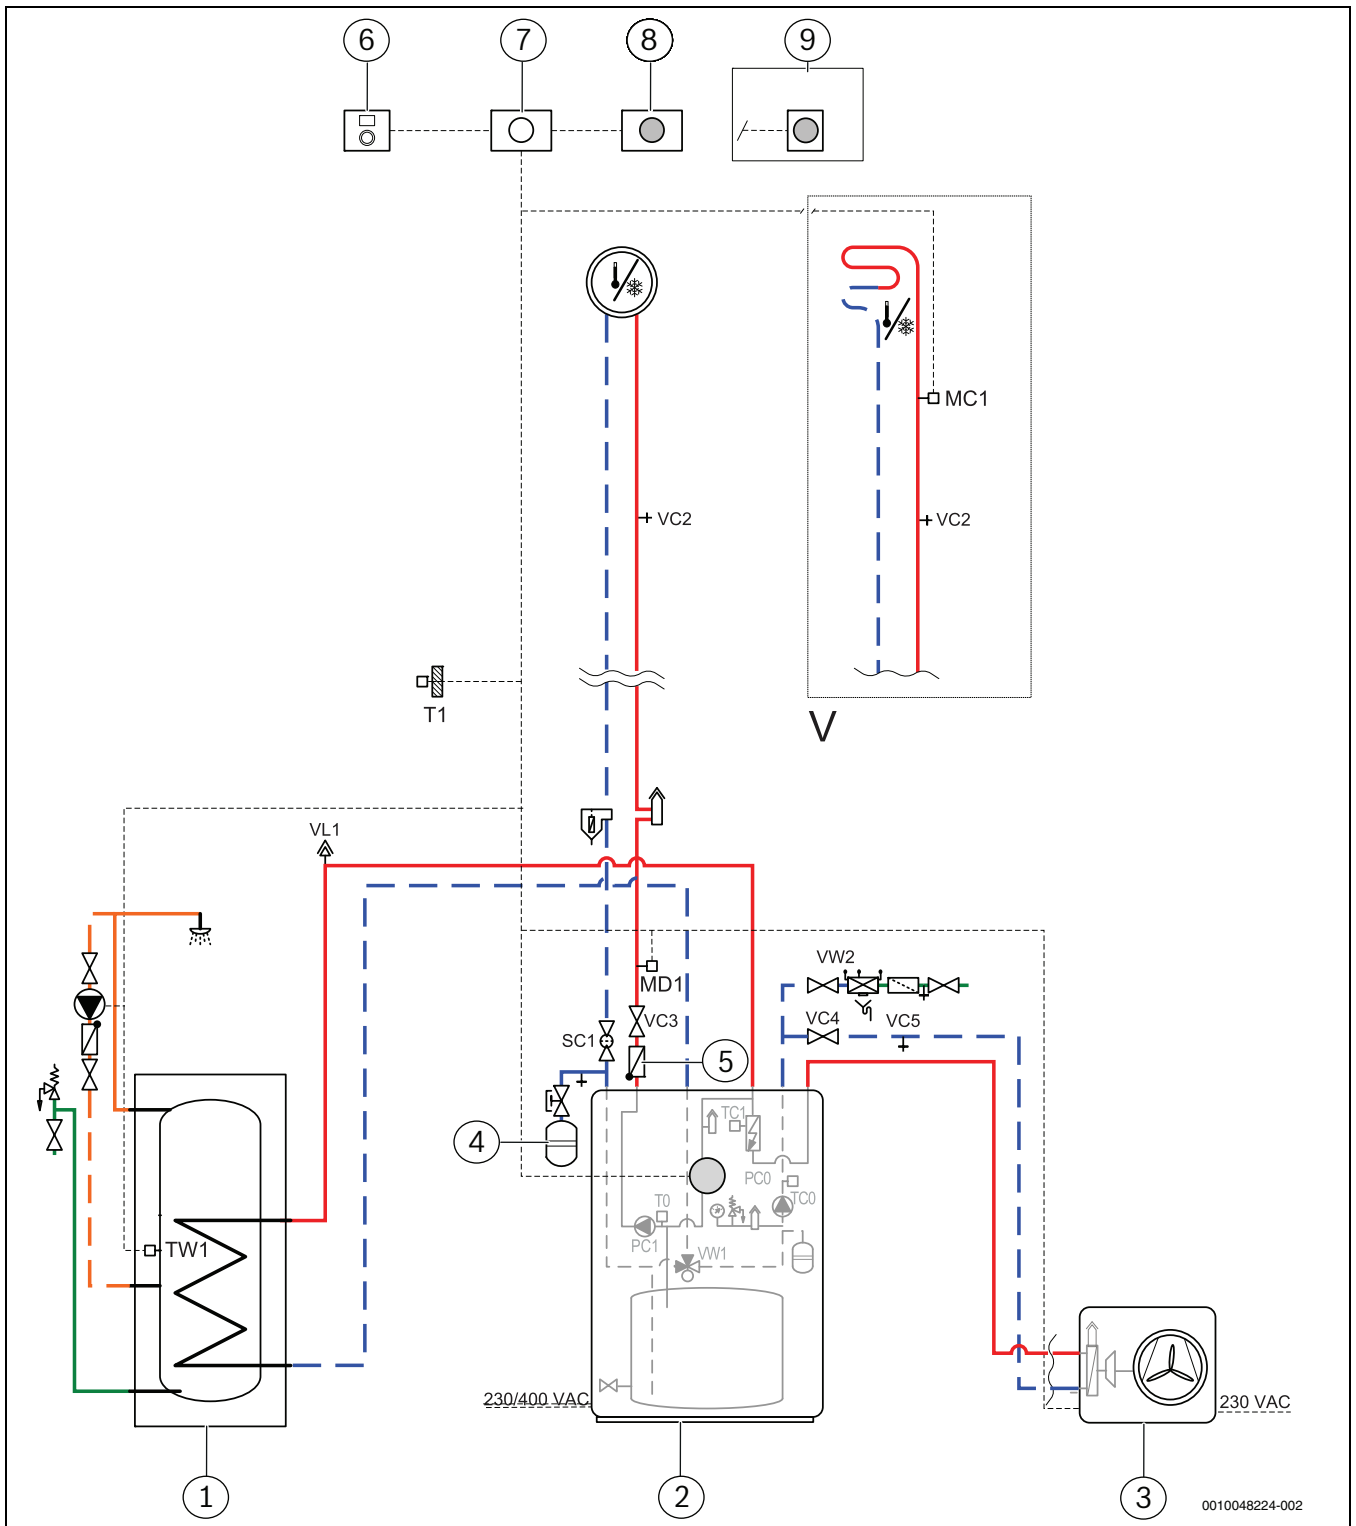 6 7 8 9
MC1
VC2 VC2
T1
V
VL1
VW2
MD1
VC3 VC4 VC5
SC1
5
4
TC1
PC0
T0 TC0
PC1 VW1
TW1
230/400 VAC 230 VAC
1 2 3
0010048224-002